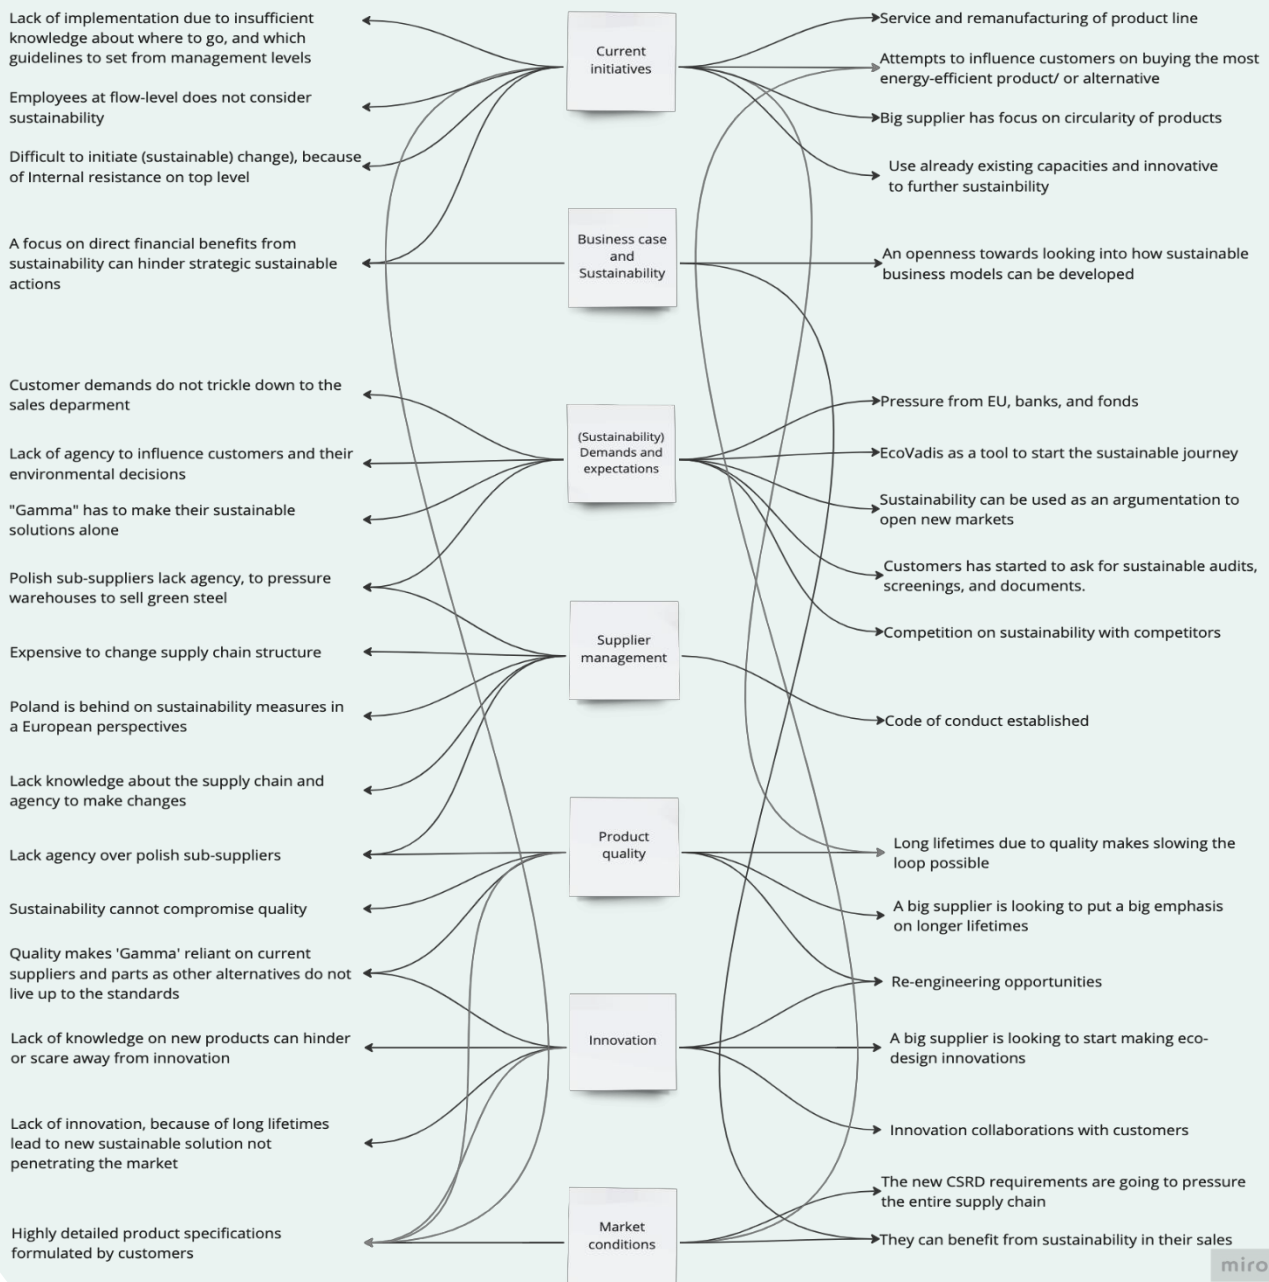 Lack of implementation due to insufficient
knowledge about where to go, and which
guidelines to set from management levels
Employees at flow-level does not consider
sustainability
Difficult to initiate (sustainable) change), because
of Internal resistance on top level
A focus on direct financial benefits from
sustainability can hinder strategic sustainable
actions
Customer demands do not trickle down to the
sales deparment
Lack of agency to influence customers and their
environmental decisions
"Gamma" has to make their sustainable
solutions alone
Polish sub-suppliers lack agency, to pressure
warehouses to sell green steel
Expensive to change supply chain structure
Poland is behind on sustainability measures in
a European perspectives
Lack knowledge about the supply chain and
agency to make changes
Lack agency over polish sub-suppliers
Sustainability cannot compromise quality
Quality makes 'Gamma' reliant on current
suppliers and parts as other alternatives do not
live up to the standards
Lack of knowledge on new products can hinder
or scare away from innovation
Lack of innovation, because of long lifetimes
lead to new sustainable solution not
penetrating the market
Highly detailed product specifications
formulated by customers
Current
initiatives
Business case
and
Sustainability
(Sustainability)
Demands and
expectations
Supplier
management
Product
quality
Innovation
Market
conditions
Service and remanufacturing of product line
Attempts to influence customers on buying the most
energy-efficient product/ or alternative
Big supplier has focus on circularity of products
Use already existing capacities and innovative
to further sustainbility
An openness towards looking into how sustainable
business models can be developed
Pressure from EU, banks, and fonds
EcoVadis as a tool to start the sustainable journey
Sustainability can be used as an argumentation to
open new markets
Customers has started to ask for sustainable audits,
screenings, and documents.
Competition on sustainability with competitors
Code of conduct established
Long lifetimes due to quality makes slowing the
loop possible
A big supplier is looking to put a big emphasis
on longer lifetimes
Re-engineering opportunities
A big supplier is looking to start making eco-
design innovations
Innovation collaborations with customers
The new CSRD requirements are going to pressure
the entire supply chain
They can benefit from sustainability in their sales
miro